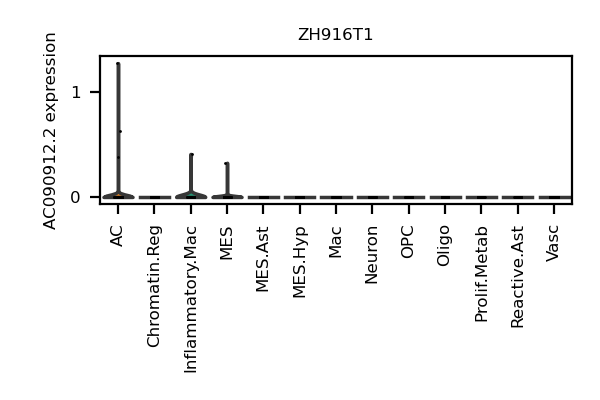 ZH916T1
AC090912.2 expression
1
0
AC
Chromatin.Reg
Inflammatory.Mac
MES
MES.Ast
MES.Hyp
Mac
Neuron
OPC
Oligo
Prolif.Metab
Reactive.Ast
Vasc